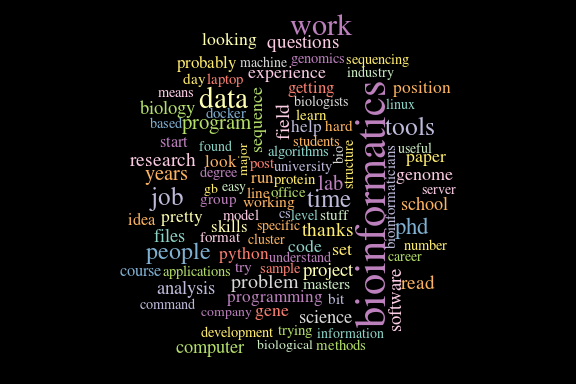 work
looking
questions
probably
machine
genomics
sequencing
day
laptop
experience
industry
means
data
sequence
getting
position
biology
docker
biologists
linux
based
program
field
learn
help
hard
tools
start
found
students
useful
research
look
major
algorithms
bio
structure
bioinformatics
bioinformaticians
paper
years
degree
post
university
genome
run
protein
lab
server
job
gb
easy
line
office
time
school
group
working
idea
pretty
model
cs
level
stuff
phd
skills
specific
thanks
files
format
cluster
code
set
number
people
python
understand
career
course
applications
try
sample
project
read
analysis
problem
masters
software
command
programming
bit
company
gene
science
development
trying
information
computer
biological
methods